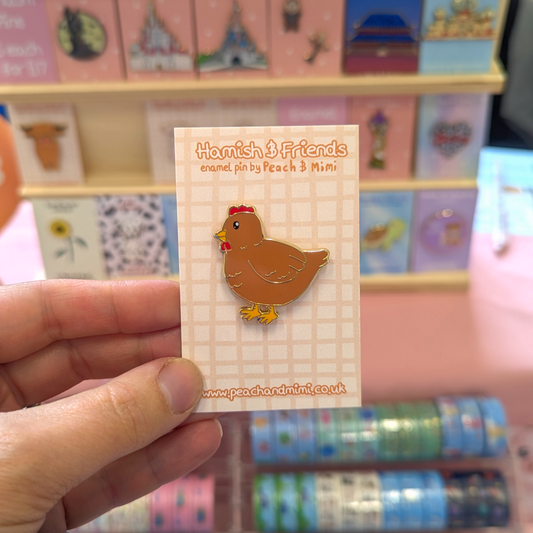 Hamish & Friends
enamel pin by Peach & Mimi
www.peachandmimi.co.uk